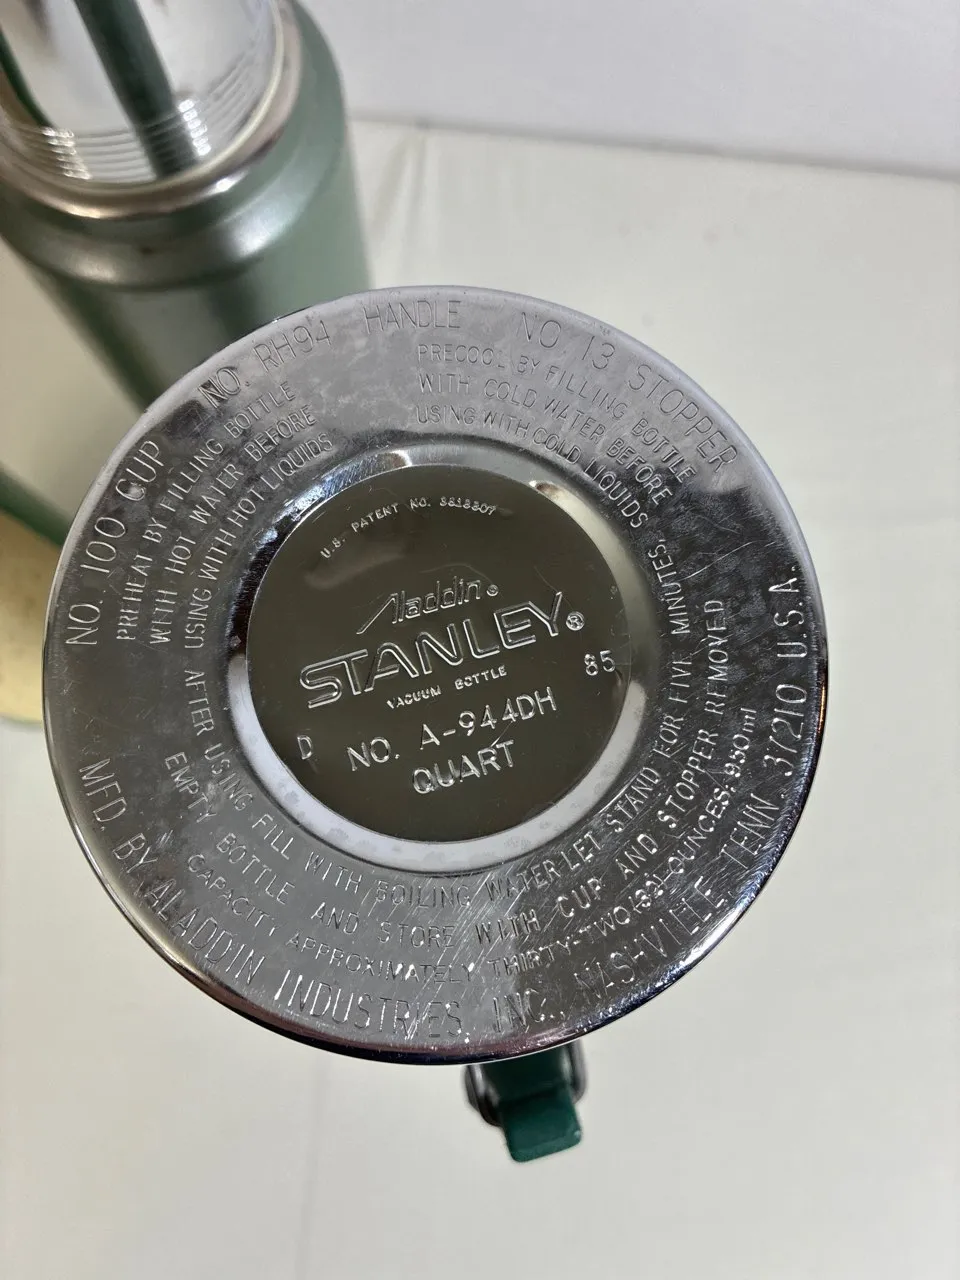 NO. 100 CUP NO. RH94 HANDLE NO. 13 STOPPER
PREHEAT BY FILLING BOTTLE
WITH HOT WATER BEFORE
USING WITH HOT LIQUIDS
PRECOOL BY FILLING BOTTLE
WITH COLD WATER BEFORE
USING WITH COLD LIQUIDS.
U.S. PATENT NO. 3813307
Aladdin®
STANLEY®
VACUUM BOTTLE
85
D NO. A-944DH
QUART
AFTER USING FILL WITH BOILING WATER LET STAND FOR FIVE MINUTES,
EMPTY BOTTLE AND STORE WITH CUP AND STOPPER REMOVED
CAPACITY APPROXIMATELY THIRTY-TWO (32) OUNCES.
MFD. BY ALADDIN INDUSTRIES, INC., NASHVILLE, TENN. 37210 U.S.A.